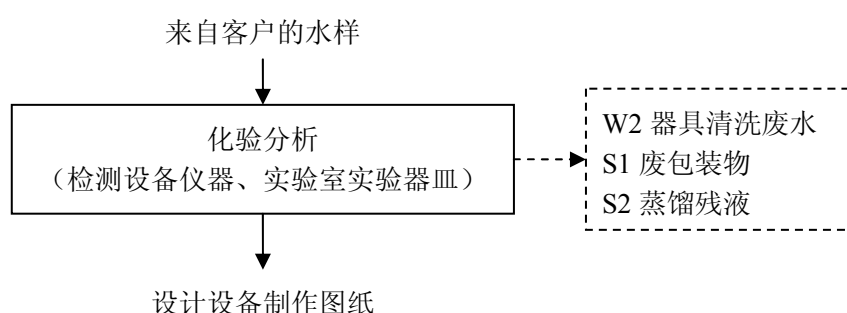 来自客户的水样
化验分析
（检测设备仪器、实验室实验器皿）
W2 器具清洗废水
S1 废包装物
S2 蒸馏残液
设计设备制作图纸